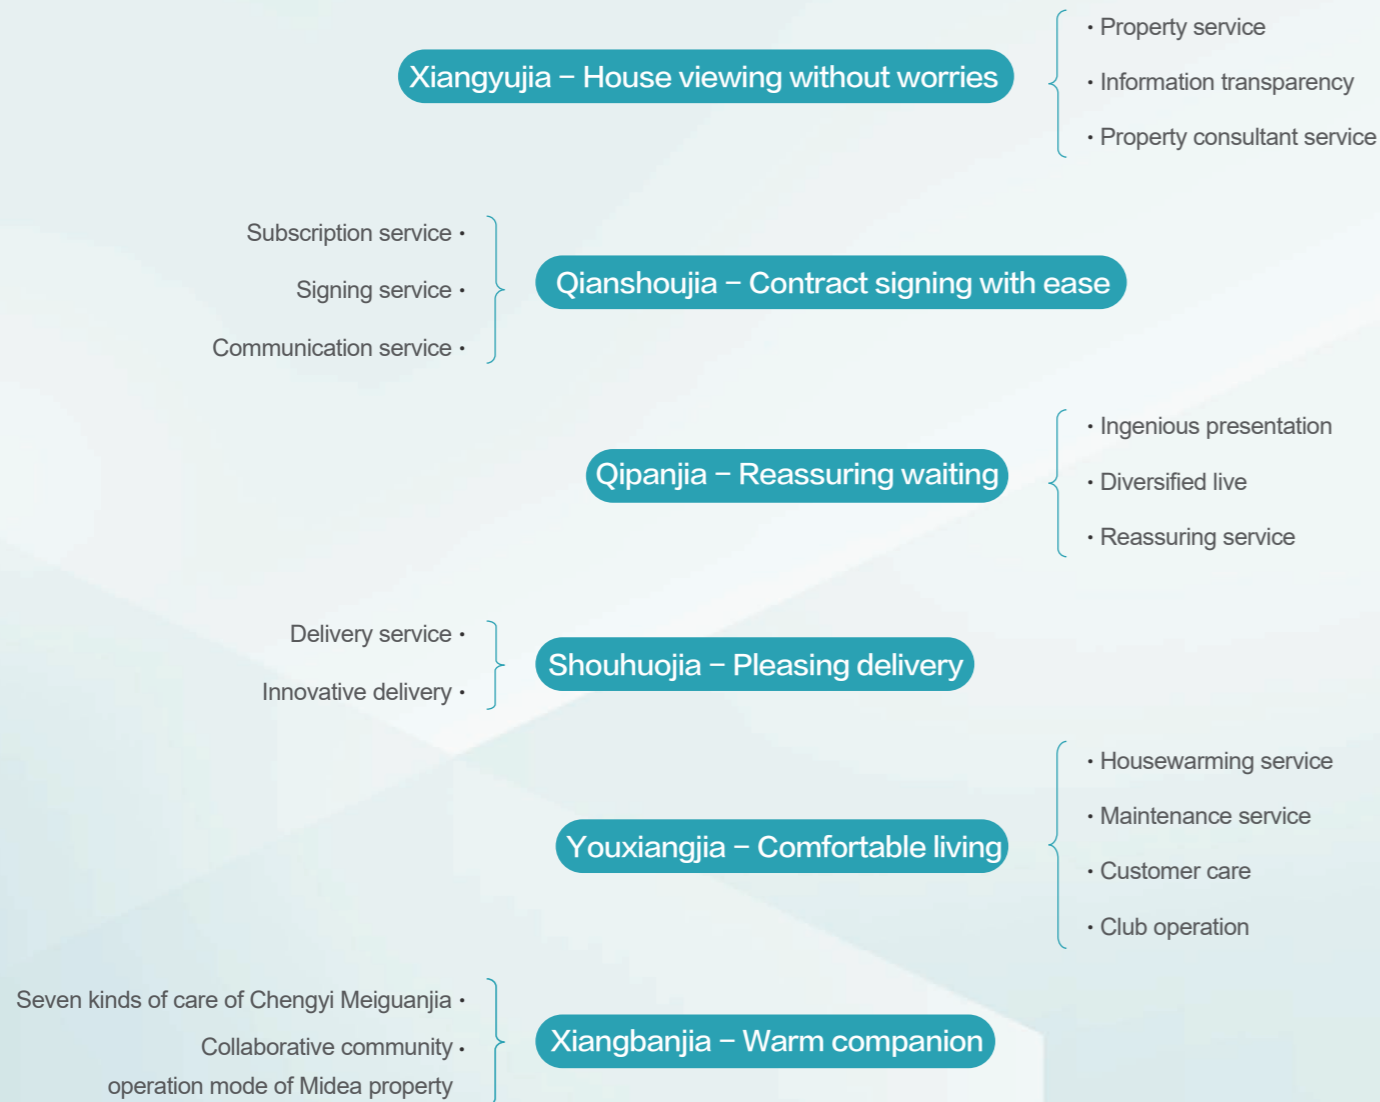 Xiangyujia – House viewing without worries
· Property service
· Information transparency
· Property consultant service
Subscription service ·
Signing service ·
Communication service ·
Qianshoujia – Contract signing with ease
Qipanjia – Reassuring waiting
· Ingenious presentation
· Diversified live
· Reassuring service
Delivery service ·
Innovative delivery ·
Shouhuojia – Pleasing delivery
Youxiangjia – Comfortable living
· Housewarming service
· Maintenance service
· Customer care
· Club operation
Seven kinds of care of Chengyi Meiguanjia ·
Collaborative community ·
operation mode of Midea property
Xiangbanjia – Warm companion